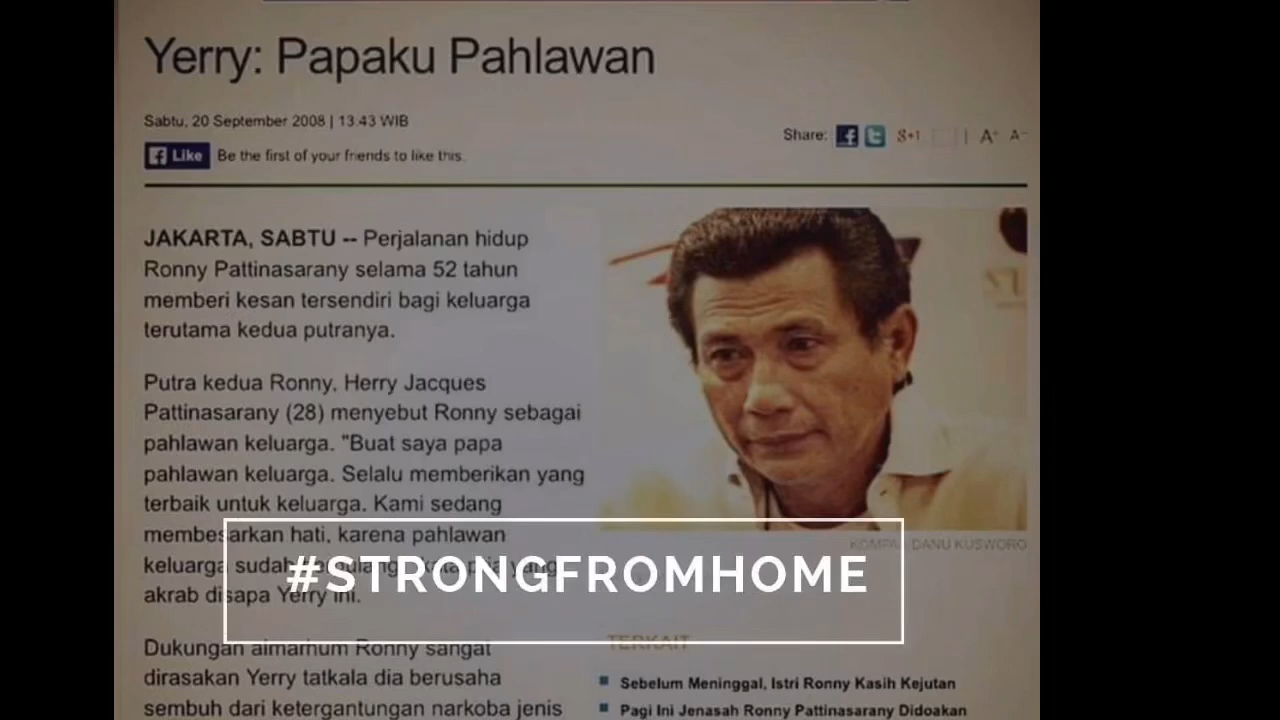 Yerry: Papaku Pahlawan
Sabtu, 20 September 2008 | 13.43 WIB
Share: A+ A-
Like Be the first of your friends to like this.
JAKARTA, SABTU -- Perjalanan hidup
Ronny Pattinasarany selama 52 tahun
memberi kesan tersendiri bagi keluarga
terutama kedua putranya.
Putra kedua Ronny, Herry Jacques
Pattinasarany (28) menyebut Ronny sebagai
pahlawan keluarga. "Buat saya papa
pahlawan keluarga. Selalu memberikan yang
terbaik untuk keluarga. Kami sedang
membesarkan hati, karena pahlawan
keluarga sudah
akrab disapa Yerry ini.
Dukungan almarhum Ronny sangat
dirasakan Yerry tatkala dia berusaha
sembuh dari ketergantungan narkoba jenis
KOMPAS DANU KUSWORO
#STRONGFROMHOME
TERKAIT
Sebelum Meninggal, Istri Ronny Kasih Kejutan
Pagi Ini Jenasah Ronny Pattinasarany Didoakan